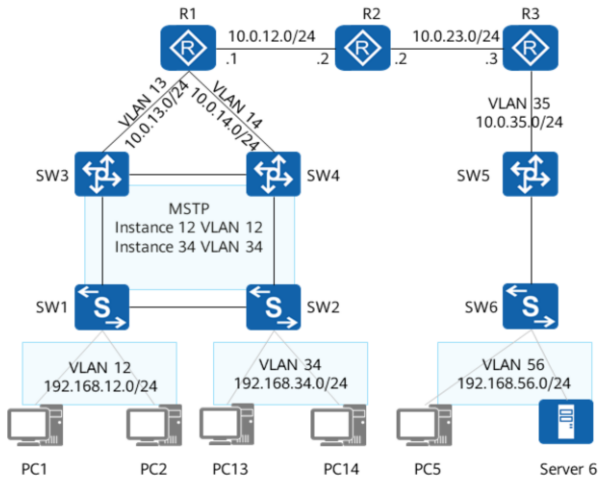 R1
R2
R3
10.0.12.0/24
10.0.23.0/24
.1
.2
.2
.3
VLAN 13
10.0.13.0/24
VLAN 14
10.0.14.0/24
VLAN 35
10.0.35.0/24
SW3
SW4
SW5
MSTP
Instance 12 VLAN 12
Instance 34 VLAN 34
SW1
SW2
SW6
VLAN 12
192.168.12.0/24
VLAN 34
192.168.34.0/24
VLAN 56
192.168.56.0/24
PC1
PC2
PC13
PC14
PC5
Server 6
R
R
R
S
S
S